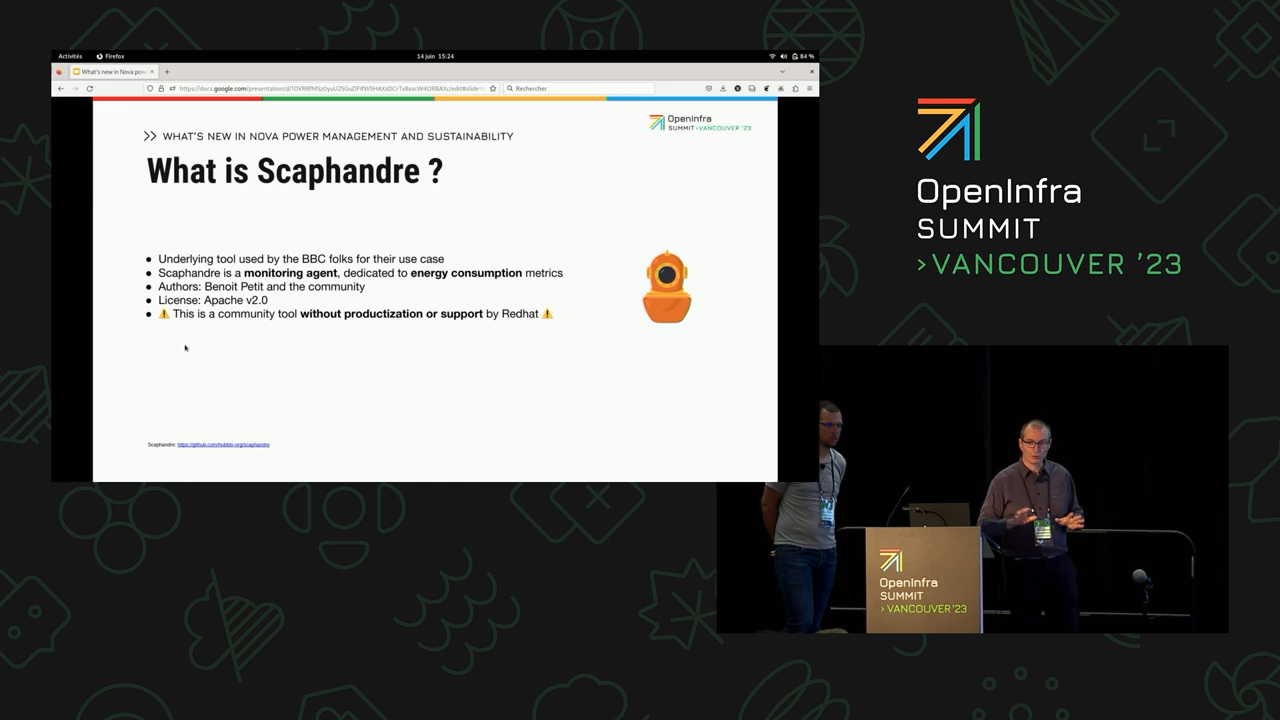 Activités
Firefox
14 juin 15:24
84 %
What's new in Nova pow
Rechercher
OpenInfra
SUMMIT > VANCOUVER '23
>> WHAT'S NEW IN NOVA POWER MANAGEMENT AND SUSTAINABILITY
What is Scaphandre ?
● Underlying tool used by the BBC folks for their use case
● Scaphandre is a monitoring agent, dedicated to energy consumption metrics
● Authors: Benoit Petit and the community
● License: Apache v2.0
● ⚠️ This is a community tool without productization or support by Redhat ⚠️
Scaphandre: https://github.com/hubblo-org/scaphandre
OpenInfra
SUMMIT
>VANCOUVER '23
OpenInfra
SUMMIT
> VANCOUVER '23